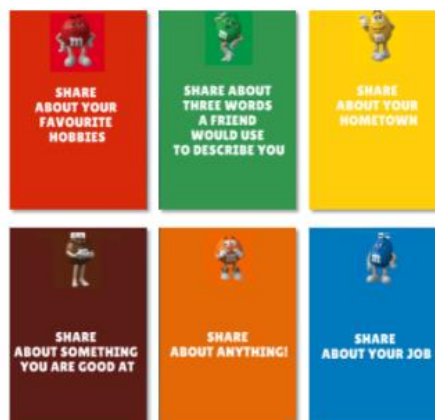 SHARE
ABOUT YOUR
FAVOURITE
HOBBIES
SHARE ABOUT
THREE WORDS
A FRIEND
WOULD USE
TO DESCRIBE YOU
SHARE
ABOUT YOUR
HOMETOWN
SHARE
ABOUT SOMETHING
YOU ARE GOOD AT
SHARE
ABOUT ANYTHING!
SHARE
ABOUT YOUR JOB